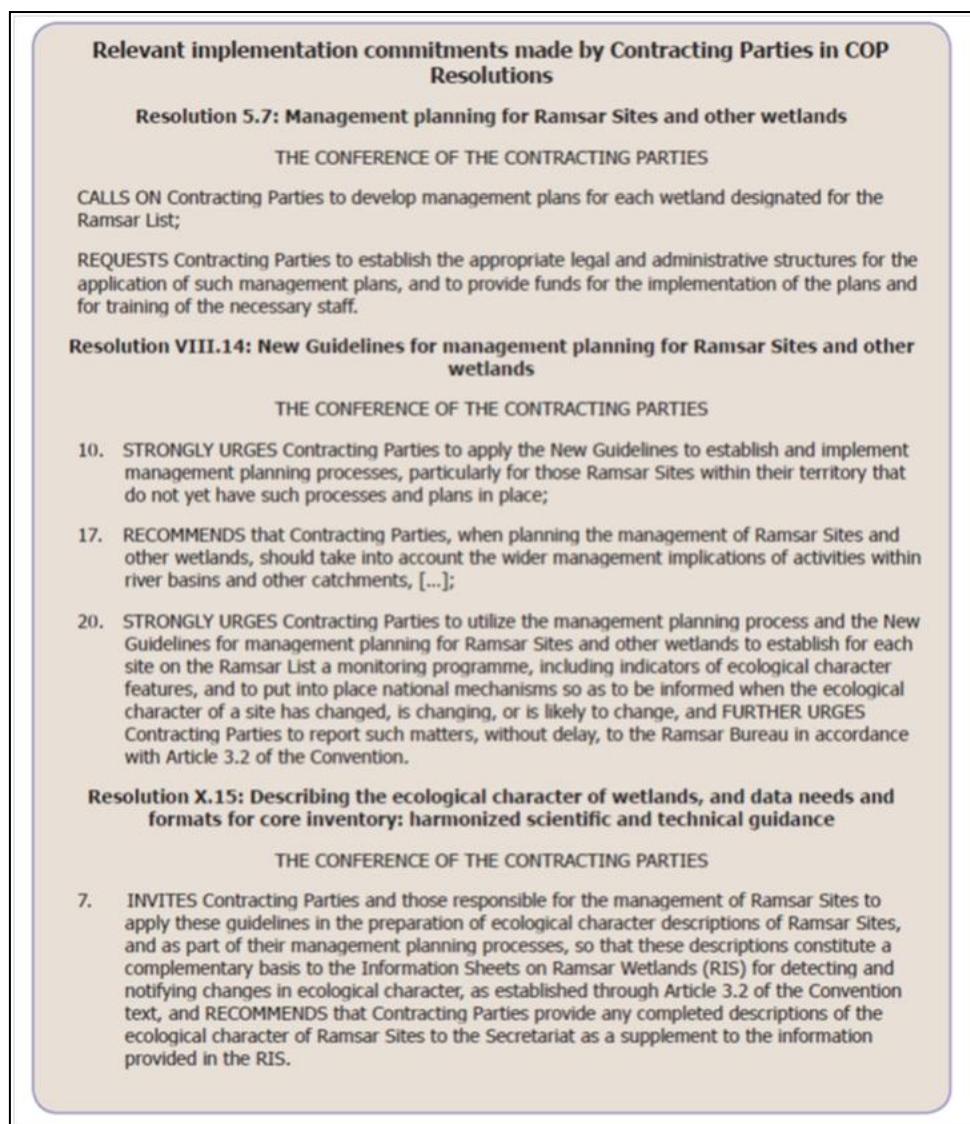 Relevant implementation commitments made by Contracting Parties in COP
Resolutions
Resolution 5.7: Management planning for Ramsar Sites and other wetlands
THE CONFERENCE OF THE CONTRACTING PARTIES
CALLS ON Contracting Parties to develop management plans for each wetland designated for the
Ramsar List;
REQUESTS Contracting Parties to establish the appropriate legal and administrative structures for the
application of such management plans, and to provide funds for the implementation of the plans and
for training of the necessary staff.
Resolution VIII.14: New Guidelines for management planning for Ramsar Sites and other
wetlands
THE CONFERENCE OF THE CONTRACTING PARTIES
10. STRONGLY URGES Contracting Parties to apply the New Guidelines to establish and implement
management planning processes, particularly for those Ramsar Sites within their territory that
do not yet have such processes and plans in place;
17. RECOMMENDS that Contracting Parties, when planning the management of Ramsar Sites and
other wetlands, should take into account the wider management implications of activities within
river basins and other catchments, [...];
20. STRONGLY URGES Contracting Parties to utilize the management planning process and the New
Guidelines for management planning for Ramsar Sites and other wetlands to establish for each
site on the Ramsar List a monitoring programme, including indicators of ecological character
features, and to put into place national mechanisms so as to be informed when the ecological
character of a site has changed, is changing, or is likely to change, and FURTHER URGES
Contracting Parties to report such matters, without delay, to the Ramsar Bureau in accordance
with Article 3.2 of the Convention.
Resolution X.15: Describing the ecological character of wetlands, and data needs and
formats for core inventory: harmonized scientific and technical guidance
THE CONFERENCE OF THE CONTRACTING PARTIES
7. INVITES Contracting Parties and those responsible for the management of Ramsar Sites to
apply these guidelines in the preparation of ecological character descriptions of Ramsar Sites,
and as part of their management planning processes, so that these descriptions constitute a
complementary basis to the Information Sheets on Ramsar Wetlands (RIS) for detecting and
notifying changes in ecological character, as established through Article 3.2 of the Convention
text, and RECOMMENDS that Contracting Parties provide any completed descriptions of the
ecological character of Ramsar Sites to the Secretariat as a supplement to the information
provided in the RIS.